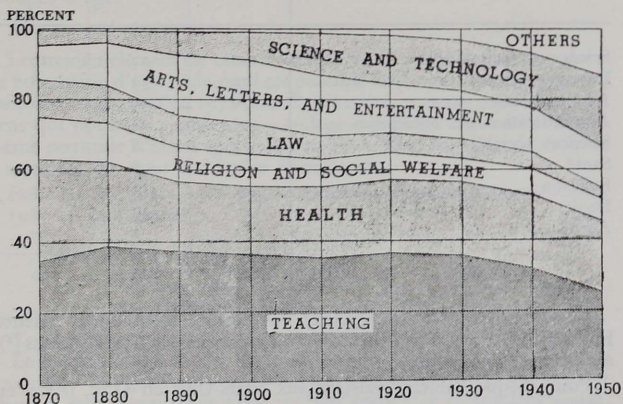 PERCENT
100
OTHERS
SCIENCE AND TECHNOLOGY
80
ARTS, LETTERS, AND ENTERTAINMENT
LAW
60
RELIGION AND SOCIAL WELFARE
HEALTH
40
20
TEACHING
0
1870 1880 1890 1900 1910 1920 1930 1940 1950